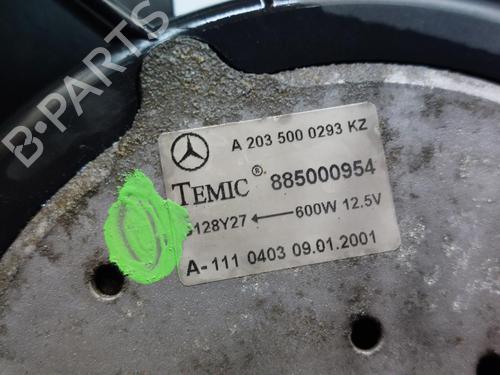 B-PARTS
A 203 500 0293 KZ
TEMIC® 885000954
128Y27 ← 600W 12.5V
A-111 0403 09.01.2001